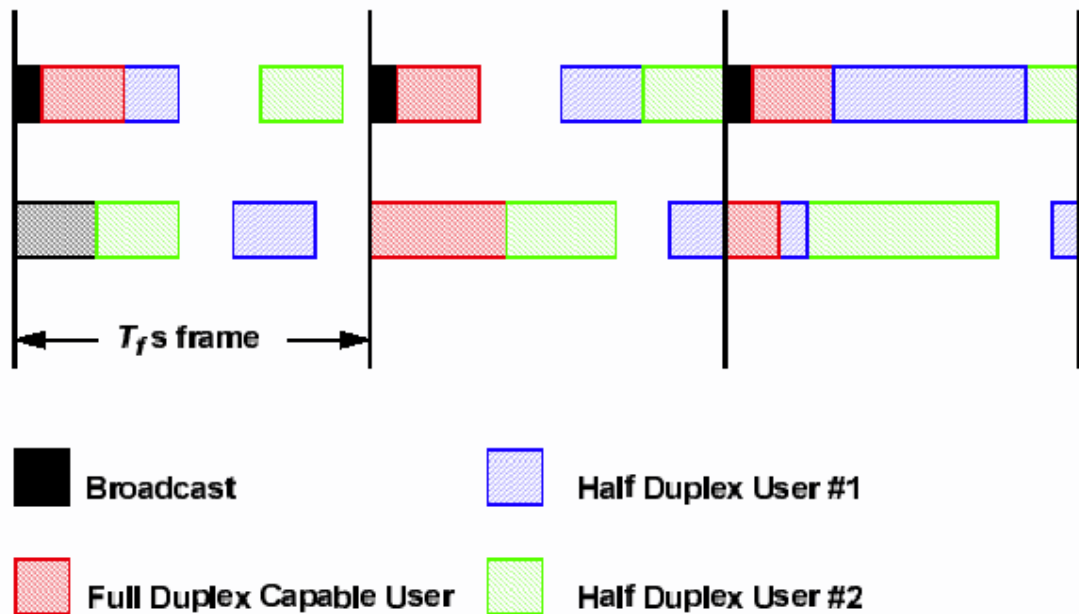 T_f s frame
Broadcast
Half Duplex User #1
Full Duplex Capable User
Half Duplex User #2